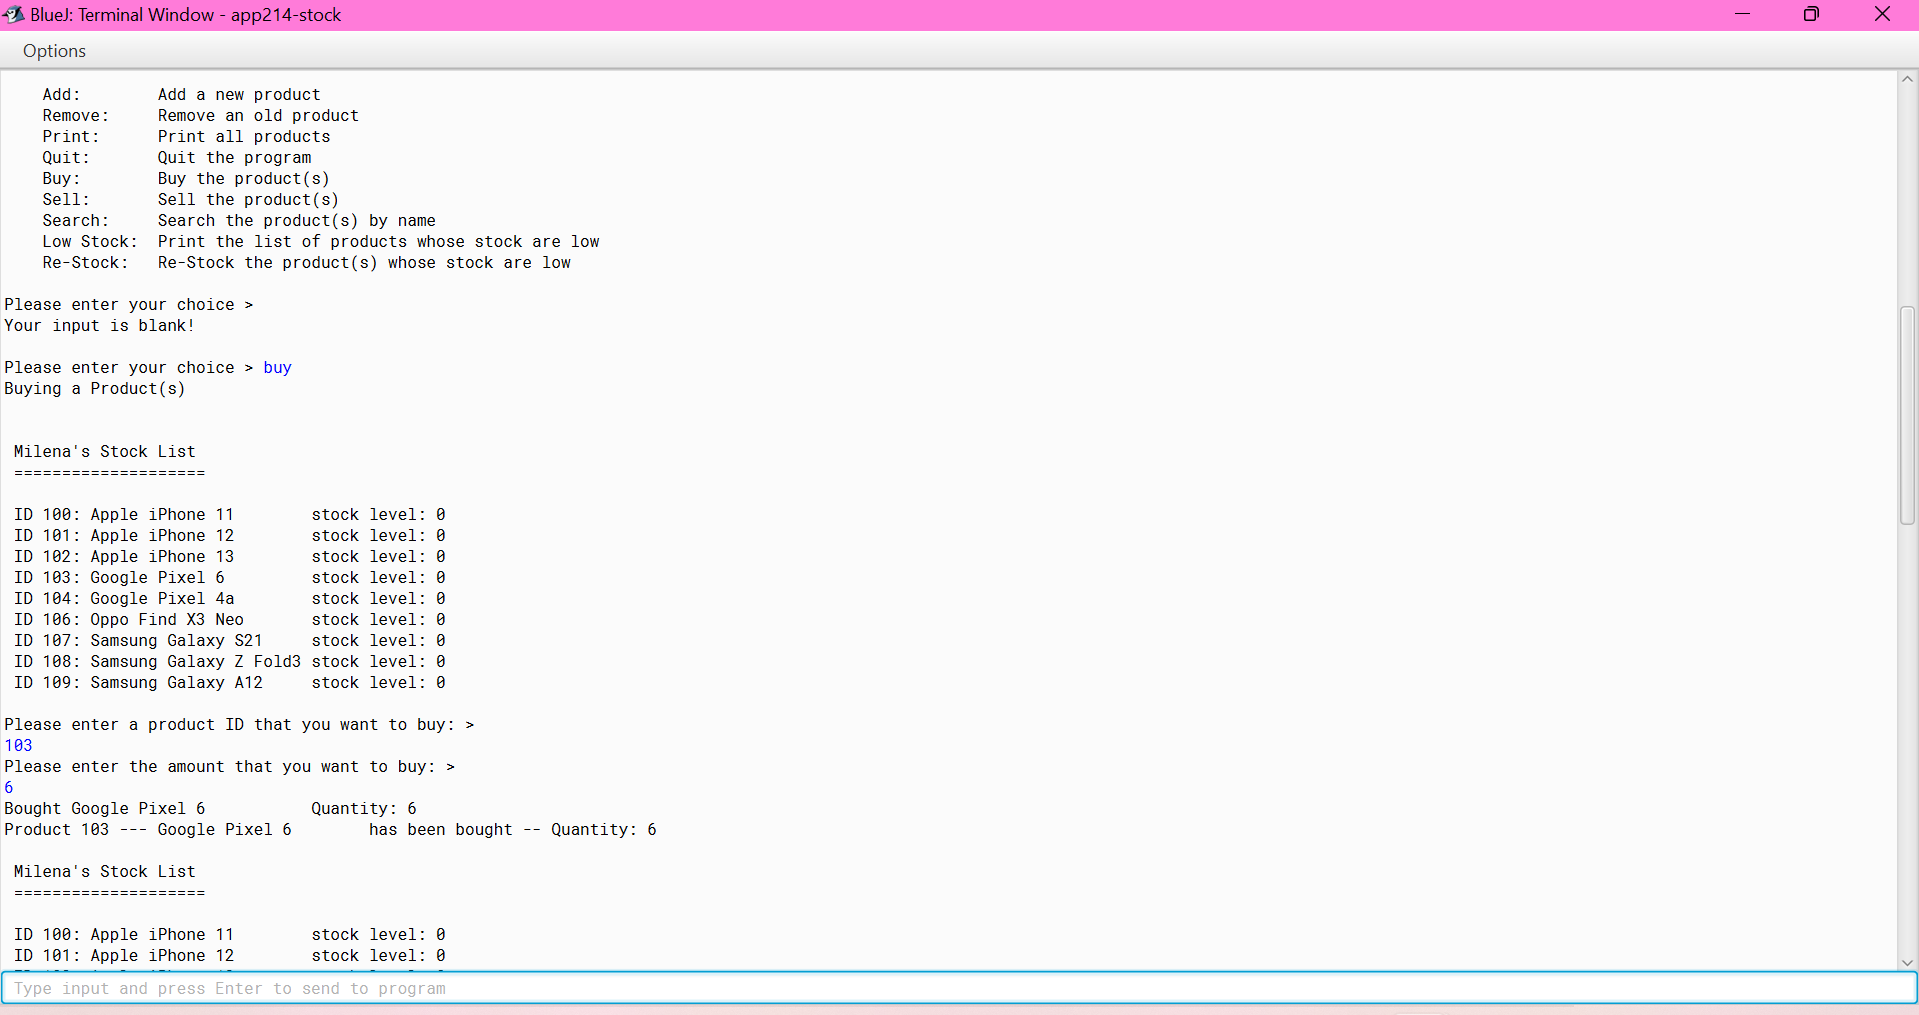 BlueJ: Terminal Window - app214-stock
Options
Add: Add a new product
Remove: Remove an old product
Print: Print all products
Quit: Quit the program
Buy: Buy the product(s)
Sell: Sell the product(s)
Search: Search the product(s) by name
Low Stock: Print the list of products whose stock are low
Re-Stock: Re-Stock the product(s) whose stock are low
Please enter your choice >
Your input is blank!
Please enter your choice > buy
Buying a Product(s)
Milena's Stock List
====================
ID 100: Apple iPhone 11 stock level: 0
ID 101: Apple iPhone 12 stock level: 0
ID 102: Apple iPhone 13 stock level: 0
ID 103: Google Pixel 6 stock level: 0
ID 104: Google Pixel 4a stock level: 0
ID 106: Oppo Find X3 Neo stock level: 0
ID 107: Samsung Galaxy S21 stock level: 0
ID 108: Samsung Galaxy Z Fold3 stock level: 0
ID 109: Samsung Galaxy A12 stock level: 0
Please enter a product ID that you want to buy: >
103
Please enter the amount that you want to buy: >
6
Bought Google Pixel 6 Quantity: 6
Product 103 --- Google Pixel 6 has been bought -- Quantity: 6
Milena's Stock List
====================
ID 100: Apple iPhone 11 stock level: 0
ID 101: Apple iPhone 12 stock level: 0
Type input and press Enter to send to program